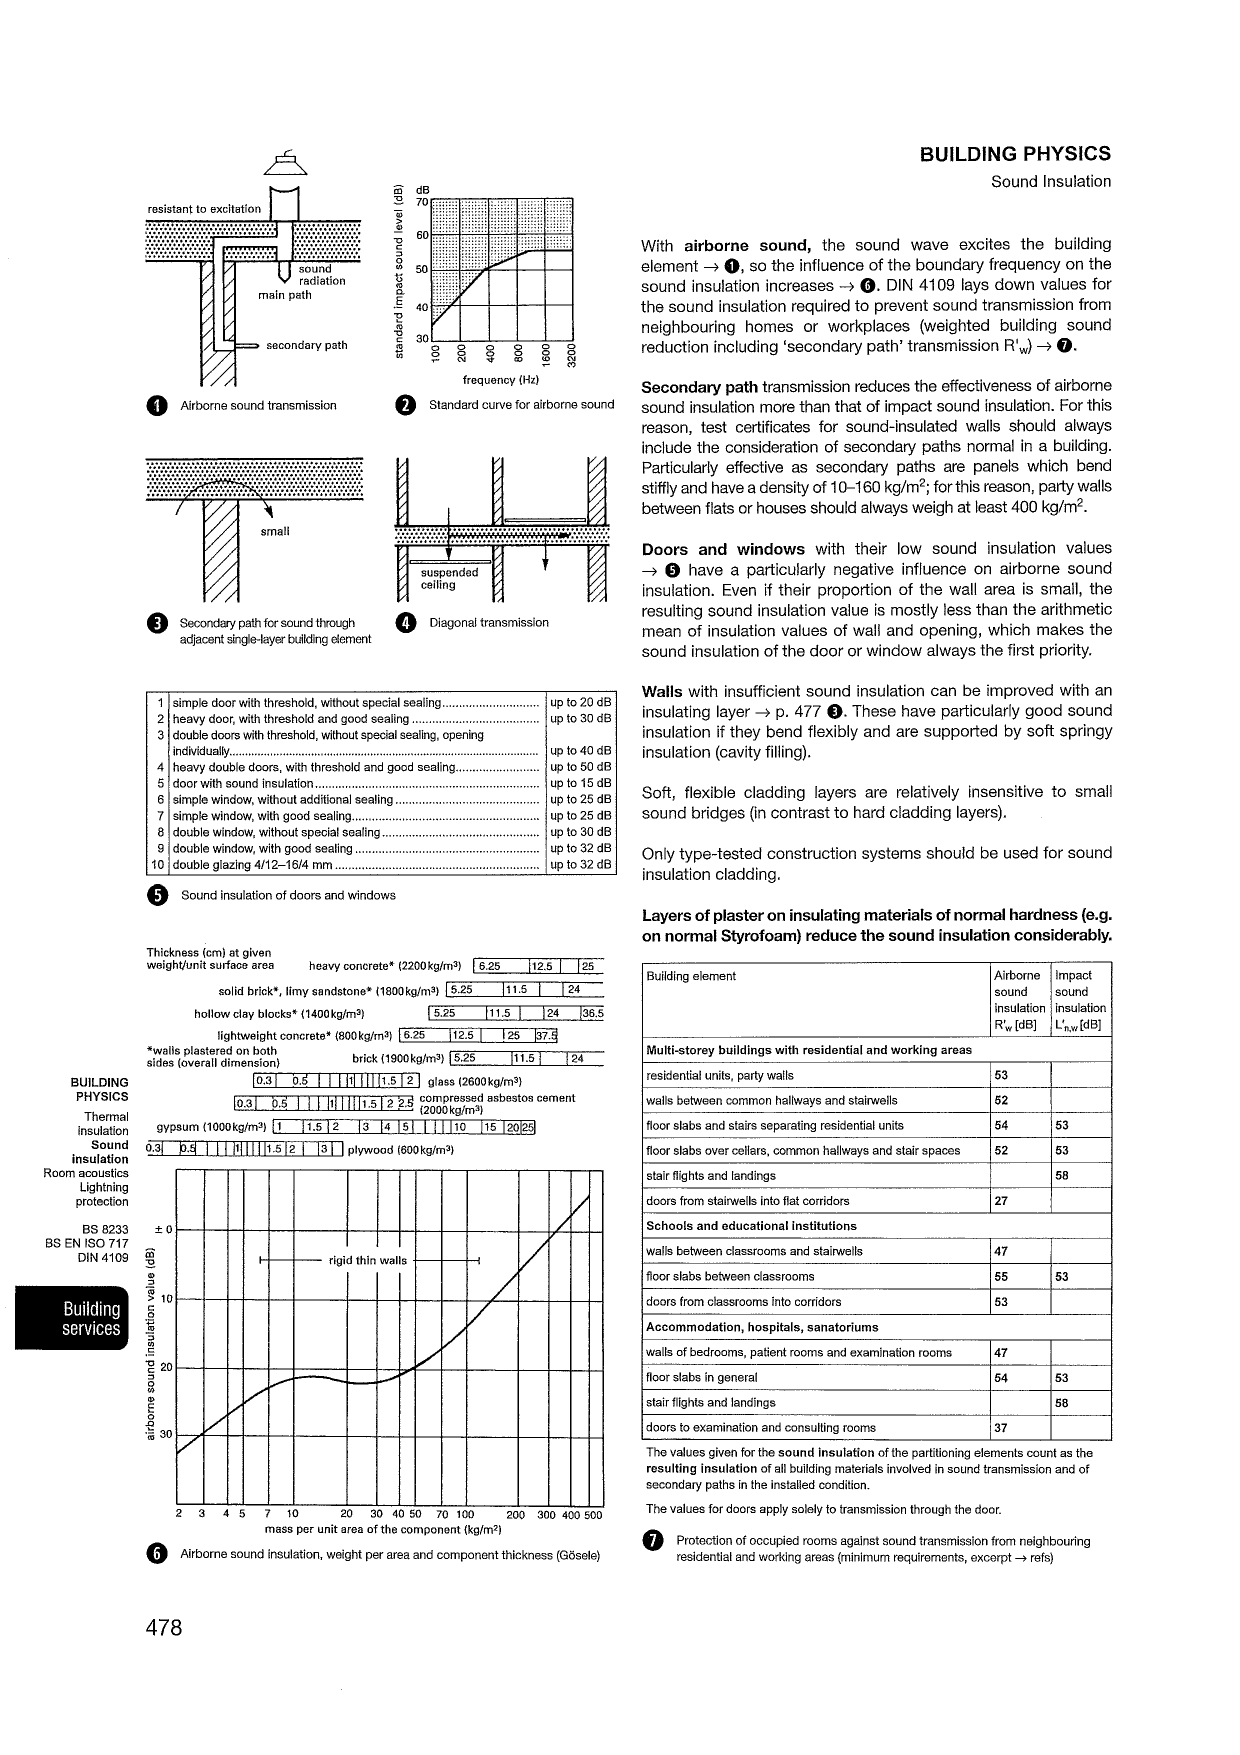 BUILDING PHYSICS
Sound Insulation
resistant to excitation
sound
radiation
main path
secondary path
1 Airborne sound transmission
standard impact sound level (dB)
dB
70
60
50
40
30
100 200 400 800 1600 3200
frequency (Hz)
2 Standard curve for airborne sound
small
3 Secondary path for sound through
adjacent single-layer building element
suspended
ceiling
4 Diagonal transmission
1 simple door with threshold, without special sealing............................ up to 20 dB
2 heavy door, with threshold and good sealing ...................................... up to 30 dB
3 double doors with threshold, without special sealing, opening
individually........................................................................................... up to 40 dB
4 heavy double doors, with threshold and good sealing......................... up to 50 dB
5 door with sound insulation................................................................... up to 15 dB
6 simple window, without additional sealing ........................................... up to 25 dB
7 simple window, with good sealing........................................................ up to 25 dB
8 double window, without special sealing ............................................... up to 30 dB
9 double window, with good sealing ....................................................... up to 32 dB
10 double glazing 4/12–16/4 mm ............................................................. up to 32 dB
5 Sound insulation of doors and windows
Thickness (cm) at given
weight/unit surface area
heavy concrete* (2200kg/m³) 6.25 12.5 25
solid brick*, limy sandstone* (1800kg/m³) 5.25 11.5 24
hollow clay blocks* (1400kg/m³) 5.25 11.5 24 36.5
lightweight concrete* (800kg/m³) 6.25 12.5 25 37.5
*walls plastered on both
sides (overall dimension)
brick (1900kg/m³) 5.25 11.5 24
0.3 0.5 1 1.5 2 glass (2600kg/m³)
0.3 0.5 1 1.5 2 2.5 compressed asbestos cement
(2000kg/m³)
gypsum (1000kg/m³) 1 1.5 2 3 4 5 10 15 20 25
0.3 0.5 1 1.5 2 3 plywood (600kg/m³)
airborne sound insulation value (dB)
± 0
10
20
30
rigid thin walls
2 3 4 5 7 10 20 30 40 50 70 100 200 300 400 500
mass per unit area of the component (kg/m²)
6 Airborne sound insulation, weight per area and component thickness (Gösele)
BUILDING
PHYSICS
Thermal
insulation
Sound
insulation
Room acoustics
Lightning
protection
BS 8233
BS EN ISO 717
DIN 4109
Building
services
With airborne sound, the sound wave excites the building
element → 1, so the influence of the boundary frequency on the
sound insulation increases → 6. DIN 4109 lays down values for
the sound insulation required to prevent sound transmission from
neighbouring homes or workplaces (weighted building sound
reduction including ‘secondary path’ transmission R'w) → 7.
Secondary path transmission reduces the effectiveness of airborne
sound insulation more than that of impact sound insulation. For this
reason, test certificates for sound-insulated walls should always
include the consideration of secondary paths normal in a building.
Particularly effective as secondary paths are panels which bend
stiffly and have a density of 10–160 kg/m²; for this reason, party walls
between flats or houses should always weigh at least 400 kg/m².
Doors and windows with their low sound insulation values
→ 5 have a particularly negative influence on airborne sound
insulation. Even if their proportion of the wall area is small, the
resulting sound insulation value is mostly less than the arithmetic
mean of insulation values of wall and opening, which makes the
sound insulation of the door or window always the first priority.
Walls with insufficient sound insulation can be improved with an
insulating layer → p. 477 3. These have particularly good sound
insulation if they bend flexibly and are supported by soft springy
insulation (cavity filling).
Soft, flexible cladding layers are relatively insensitive to small
sound bridges (in contrast to hard cladding layers).
Only type-tested construction systems should be used for sound
insulation cladding.
Layers of plaster on insulating materials of normal hardness (e.g.
on normal Styrofoam) reduce the sound insulation considerably.
Building element Airborne sound insulation R'w [dB] Impact sound insulation L'n,w [dB]
Multi-storey buildings with residential and working areas
residential units, party walls 53
walls between common hallways and stairwells 52
floor slabs and stairs separating residential units 54 53
floor slabs over cellars, common hallways and stair spaces 52 53
stair flights and landings 58
doors from stairwells into flat corridors 27
Schools and educational institutions
walls between classrooms and stairwells 47
floor slabs between classrooms 55 53
doors from classrooms into corridors 53
Accommodation, hospitals, sanatoriums
walls of bedrooms, patient rooms and examination rooms 47
floor slabs in general 54 53
stair flights and landings 58
doors to examination and consulting rooms 37
The values given for the sound insulation of the partitioning elements count as the
resulting insulation of all building materials involved in sound transmission and of
secondary paths in the installed condition.
The values for doors apply solely to transmission through the door.
7 Protection of occupied rooms against sound transmission from neighbouring
residential and working areas (minimum requirements, excerpt → refs)
478